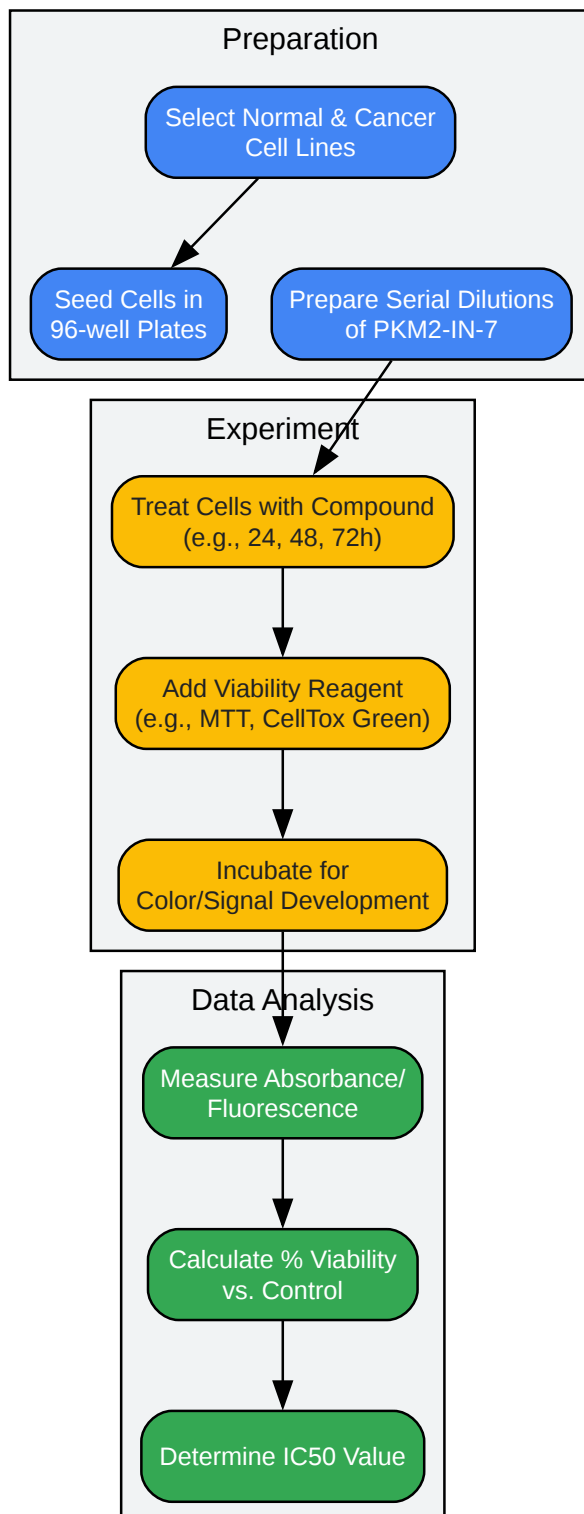 Preparation
Select Normal & Cancer
Cell Lines
Seed Cells in
96-well Plates
Prepare Serial Dilutions
of PKM2-IN-7
Experiment
Treat Cells with Compound
(e.g., 24, 48, 72h)
Add Viability Reagent
(e.g., MTT, CellTox Green)
Incubate for
Color/Signal Development
Data Analysis
Measure Absorbance/
Fluorescence
Calculate % Viability
vs. Control
Determine IC50 Value